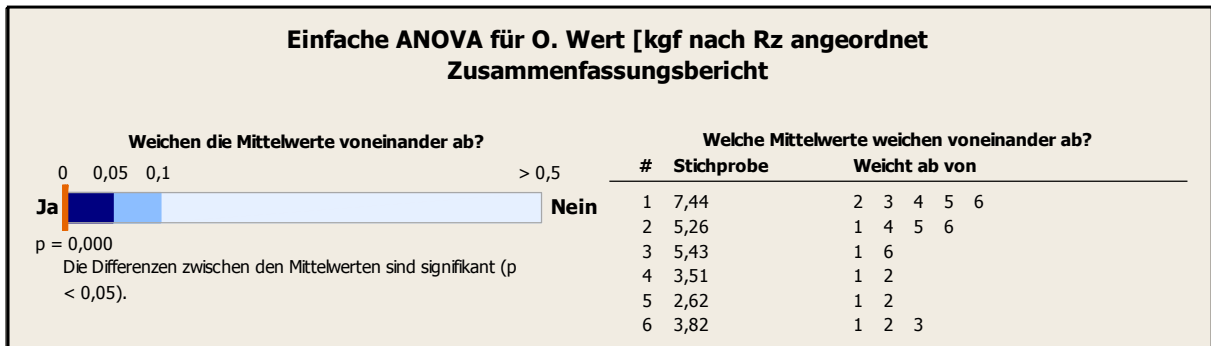 Einfache ANOVA für O. Wert [kgf nach Rz angeordnet
Zusammenfassungsbericht
Weichen die Mittelwerte voneinander ab?
0 0,05 0,1 > 0,5
Ja Nein
p = 0,000
Die Differenzen zwischen den Mittelwerten sind signifikant (p
< 0,05).
Welche Mittelwerte weichen voneinander ab?
# Stichprobe Weicht ab von
1 7,44 2 3 4 5 6
2 5,26 1 4 5 6
3 5,43 1 6
4 3,51 1 2
5 2,62 1 2
6 3,82 1 2 3